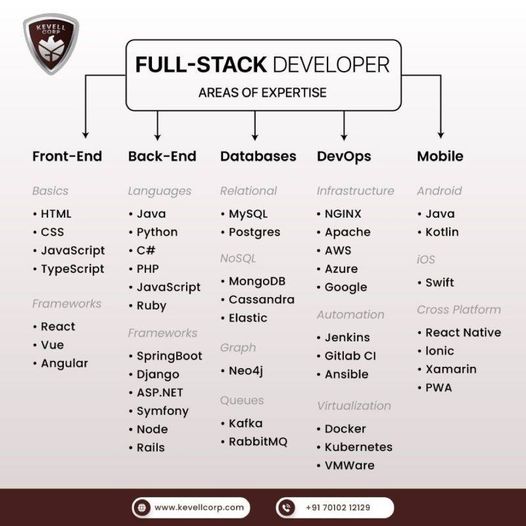 KEVELL
CORP
FULL-STACK DEVELOPER
AREAS OF EXPERTISE
Front-End
Basics
• HTML
• CSS
• JavaScript
• TypeScript
Frameworks
• React
• Vue
• Angular
Back-End
Languages
• Java
• Python
• C#
• PHP
• JavaScript
• Ruby
Frameworks
• SpringBoot
• Django
• ASP.NET
• Symfony
• Node
• Rails
Databases
Relational
• MySQL
• Postgres
NoSQL
• MongoDB
• Cassandra
• Elastic
Graph
• Neo4j
Queues
• Kafka
• RabbitMQ
DevOps
Infrastructure
• NGINX
• Apache
• AWS
• Azure
• Google
Automation
• Jenkins
• Gitlab CI
• Ansible
Virtualization
• Docker
• Kubernetes
• VMWare
Mobile
Android
• Java
• Kotlin
iOS
• Swift
Cross Platform
• React Native
• Ionic
• Xamarin
• PWA
www.kevellcorp.com
+91 70102 12129